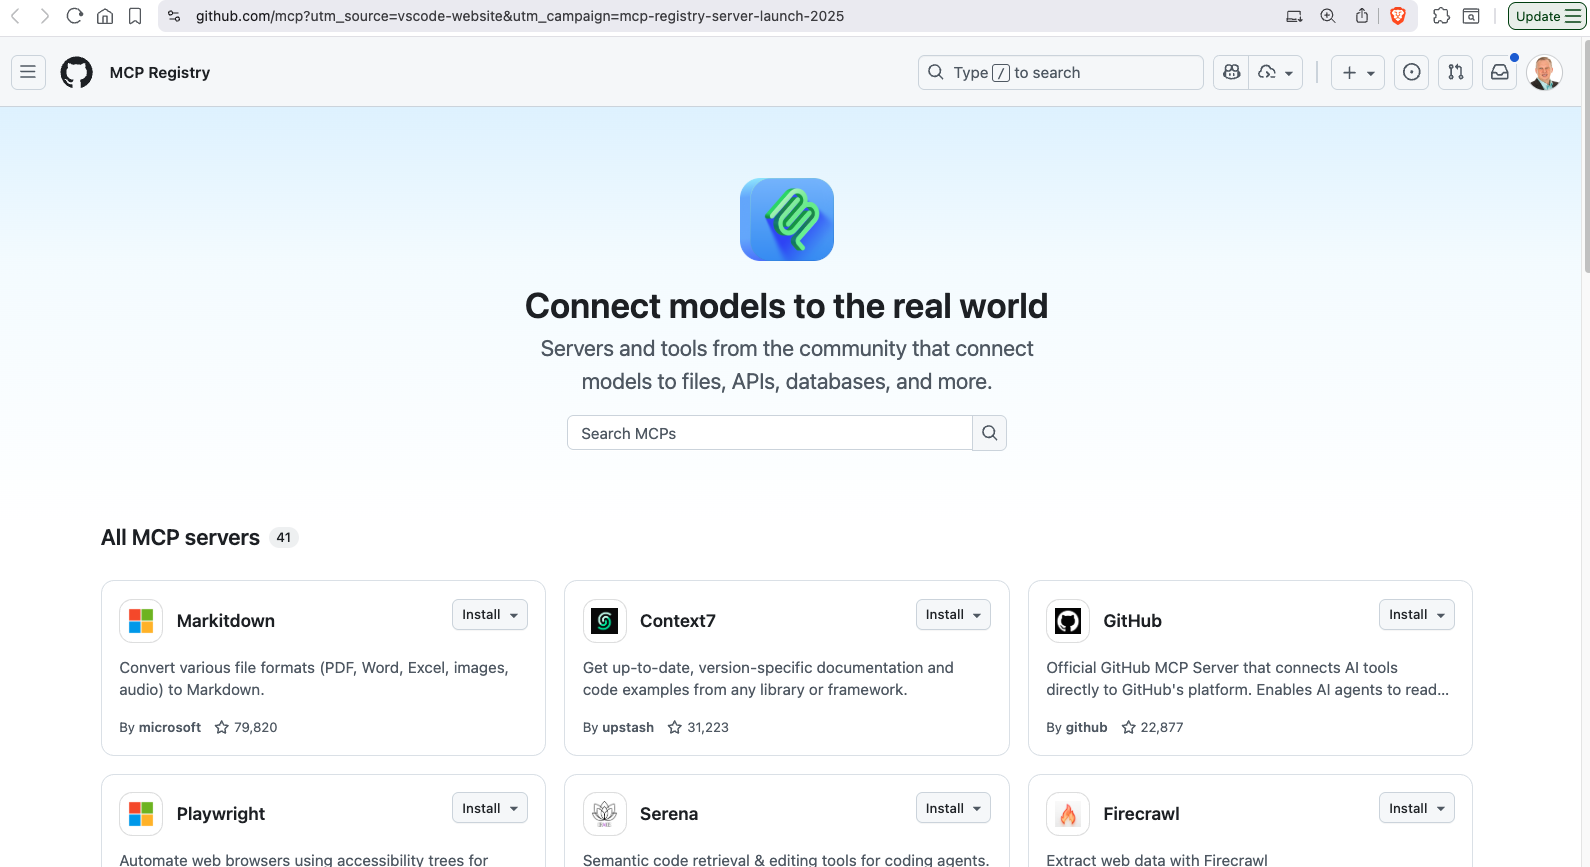 github.com/mcp?utm_source=vscode-website&utm_campaign=mcp-registry-server-launch-2025
Update
MCP Registry
Type / to search
Connect models to the real world
Servers and tools from the community that connect
models to files, APIs, databases, and more.
Search MCPs
All MCP servers 41
Markitdown
Install
Convert various file formats (PDF, Word, Excel, images,
audio) to Markdown.
By microsoft 79,820
Context7
Install
Get up-to-date, version-specific documentation and
code examples from any library or framework.
By upstash 31,223
GitHub
Install
Official GitHub MCP Server that connects AI tools
directly to GitHub's platform. Enables AI agents to read...
By github 22,877
Playwright
Install
Automate web browsers using accessibility trees for
Serena
Install
Semantic code retrieval & editing tools for coding agents.
Firecrawl
Install
Extract web data with Firecrawl